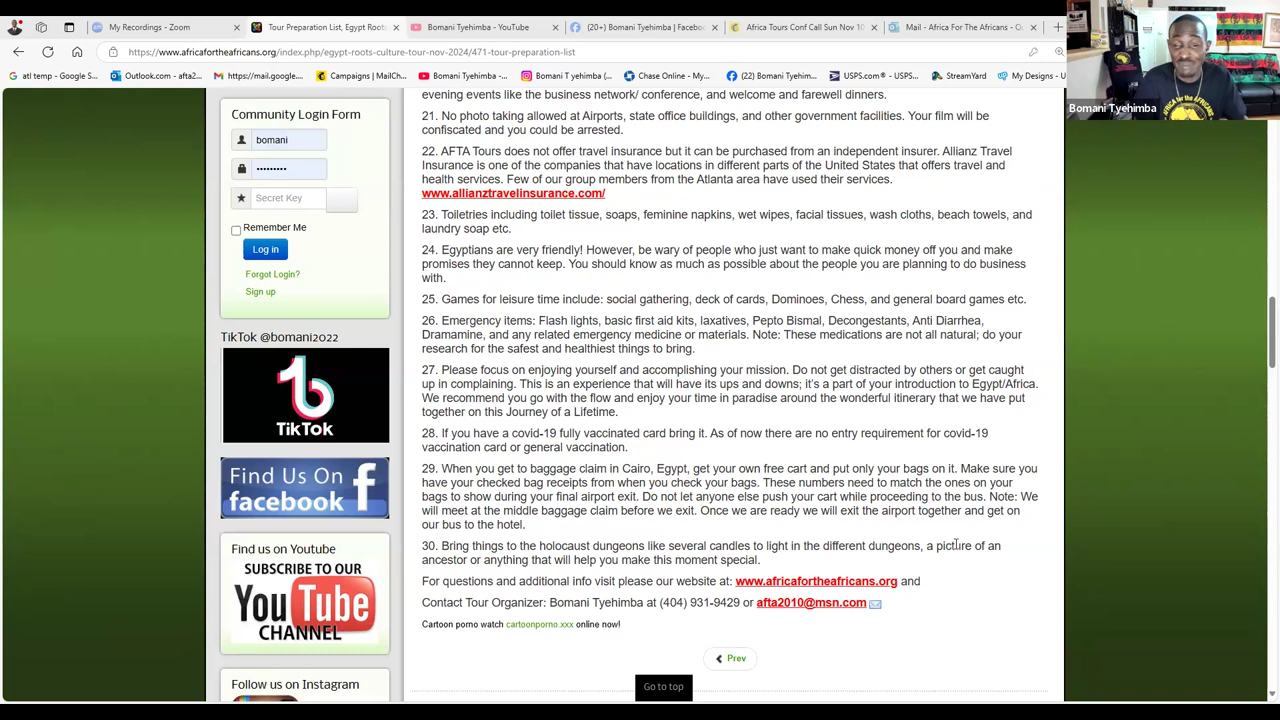 My Recordings - Zoom
Tour Preparation List, Egypt
Bomani Tyehimba - YouTube
(20+) Bomani Tyehimba | Facebook
Africa Tours Conf Call Sun Nov 10
Mail - Africa For The Africans - O
https://www.africafortheafricans.org/index.php/egypt-roots-culture-tour-nov-2024/471-tour-preparation-list
atl temp - Google S...
Outlook.com - afta2...
https://mail.google....
Campaigns | MailCh...
Bomani Tyehimba -...
Bomani T yehimba (...
Chase Online - My...
(22) Bomani Tyehim...
USPS.com® - USPS...
StreamYard
My Designs - U
Bomani Tyehimba
Community Login Form
bomani
Secret Key
Remember Me
Log in
Forgot Login?
Sign up
TikTok @bomani2022
TikTok
Find Us On
facebook
Find us on Youtube
SUBSCRIBE TO OUR
YouTube
CHANNEL
Follow us on Instagram
evening events like the business network/ conference, and welcome and farewell dinners.
21. No photo taking allowed at Airports, state office buildings, and other government facilities. Your film will be
confiscated and you could be arrested.
22. AFTA Tours does not offer travel insurance but it can be purchased from an independent insurer. Allianz Travel
Insurance is one of the companies that have locations in different parts of the United States that offers travel and
health services. Few of our group members from the Atlanta area have used their services.
www.allianztravelinsurance.com/
23. Toiletries including toilet tissue, soaps, feminine napkins, wet wipes, facial tissues, wash cloths, beach towels, and
laundry soap etc.
24. Egyptians are very friendly! However, be wary of people who just want to make quick money off you and make
promises they cannot keep. You should know as much as possible about the people you are planning to do business
with.
25. Games for leisure time include: social gathering, deck of cards, Dominoes, Chess, and general board games etc.
26. Emergency items: Flash lights, basic first aid kits, laxatives, Pepto Bismal, Decongestants, Anti Diarrhea,
Dramamine, and any related emergency medicine or materials. Note: These medications are not all natural; do your
research for the safest and healthiest things to bring.
27. Please focus on enjoying yourself and accomplishing your mission. Do not get distracted by others or get caught
up in complaining. This is an experience that will have its ups and downs; it's a part of your introduction to Egypt/Africa.
We recommend you go with the flow and enjoy your time in paradise around the wonderful itinerary that we have put
together on this Journey of a Lifetime.
28. If you have a covid-19 fully vaccinated card bring it. As of now there are no entry requirement for covid-19
vaccination card or general vaccination.
29. When you get to baggage claim in Cairo, Egypt, get your own free cart and put only your bags on it. Make sure you
have your checked bag receipts from when you check your bags. These numbers need to match the ones on your
bags to show during your final airport exit. Do not let anyone else push your cart while proceeding to the bus. Note: We
will meet at the middle baggage claim before we exit. Once we are ready we will exit the airport together and get on
our bus to the hotel.
30. Bring things to the holocaust dungeons like several candles to light in the different dungeons, a picture of an
ancestor or anything that will help you make this moment special.
For questions and additional info visit please our website at: www.africafortheafricans.org and
Contact Tour Organizer: Bomani Tyehimba at (404) 931-9429 or afta2010@msn.com
Cartoon porno watch cartoonporno.xxx online now!
Prev
Go to top